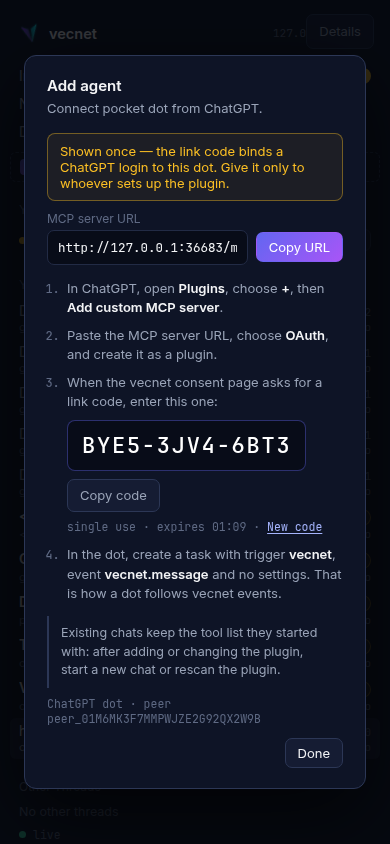 vecnet
127.0
Details
Add agent
Connect pocket dot from ChatGPT.
Shown once — the link code binds a
ChatGPT login to this dot. Give it only to
whoever sets up the plugin.
MCP server URL
http://127.0.0.1:36683/m
Copy URL
1. In ChatGPT, open Plugins, choose +, then
Add custom MCP server.
2. Paste the MCP server URL, choose OAuth,
and create it as a plugin.
3. When the vecnet consent page asks for a
link code, enter this one:
BYE5-3JV4-6BT3
Copy code
single use · expires 01:09 · New code
4. In the dot, create a task with trigger vecnet,
event vecnet.message and no settings. That
is how a dot follows vecnet events.
Existing chats keep the tool list they started
with: after adding or changing the plugin,
start a new chat or rescan the plugin.
ChatGPT dot · peer
peer_01M6MK3F7MMPWJZE2G92QX2W9B
Done
No other threads
live